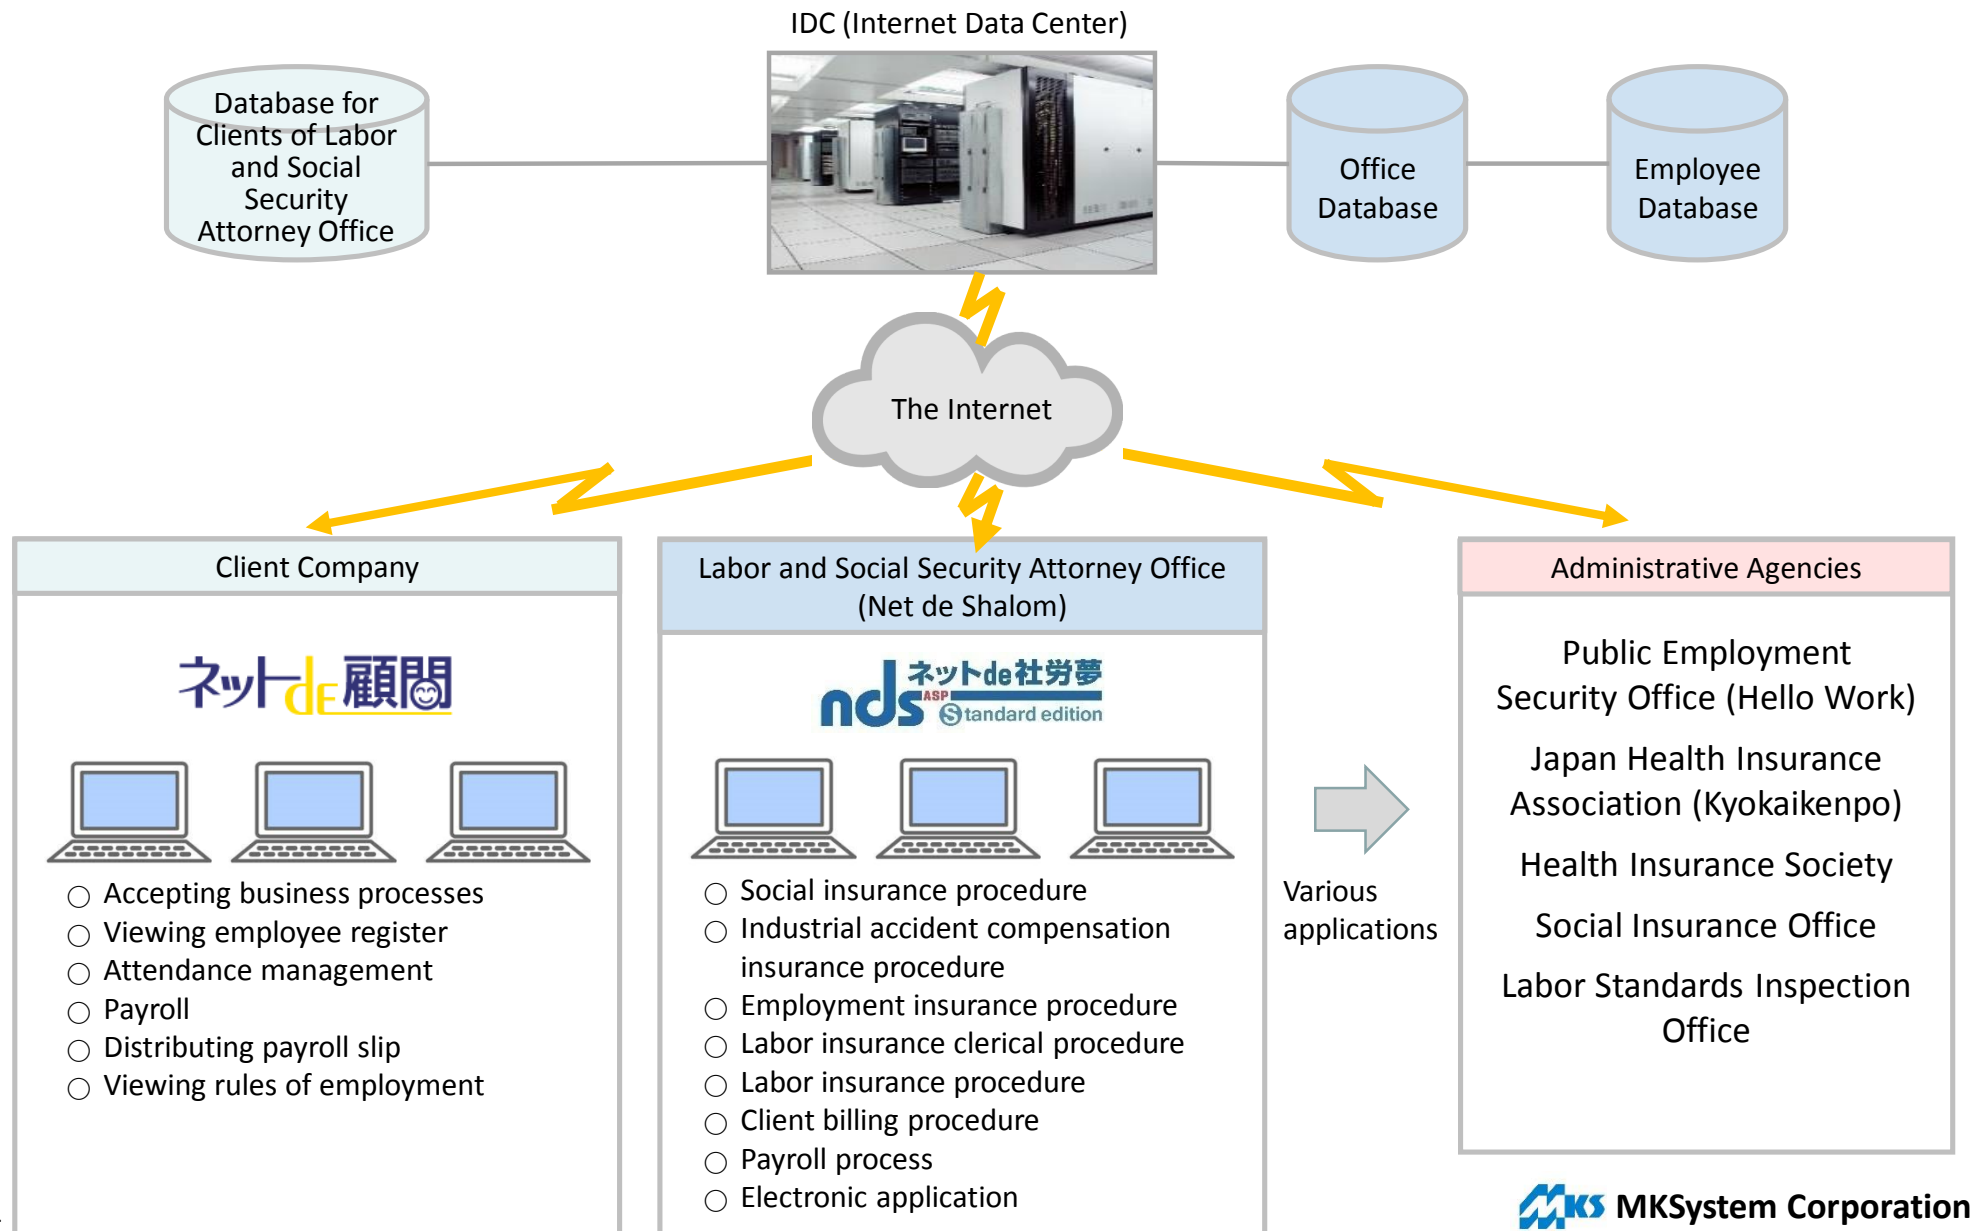 IDC (Internet Data Center)
Database for
Clients of Labor
and Social
Security
Attorney Office
Office
Database
Employee
Database
The Internet
Client Company
ネットdE顧問
○ Accepting business processes
○ Viewing employee register
○ Attendance management
○ Payroll
○ Distributing payroll slip
○ Viewing rules of employment
Labor and Social Security Attorney Office
(Net de Shalom)
ネットde社労夢
nds ASP
Standard edition
○ Social insurance procedure
○ Industrial accident compensation
insurance procedure
○ Employment insurance procedure
○ Labor insurance clerical procedure
○ Labor insurance procedure
○ Client billing procedure
○ Payroll process
○ Electronic application
Various
applications
Administrative Agencies
Public Employment
Security Office (Hello Work)
Japan Health Insurance
Association (Kyokaikenpo)
Health Insurance Society
Social Insurance Office
Labor Standards Inspection
Office
MKS MKSystem Corporation